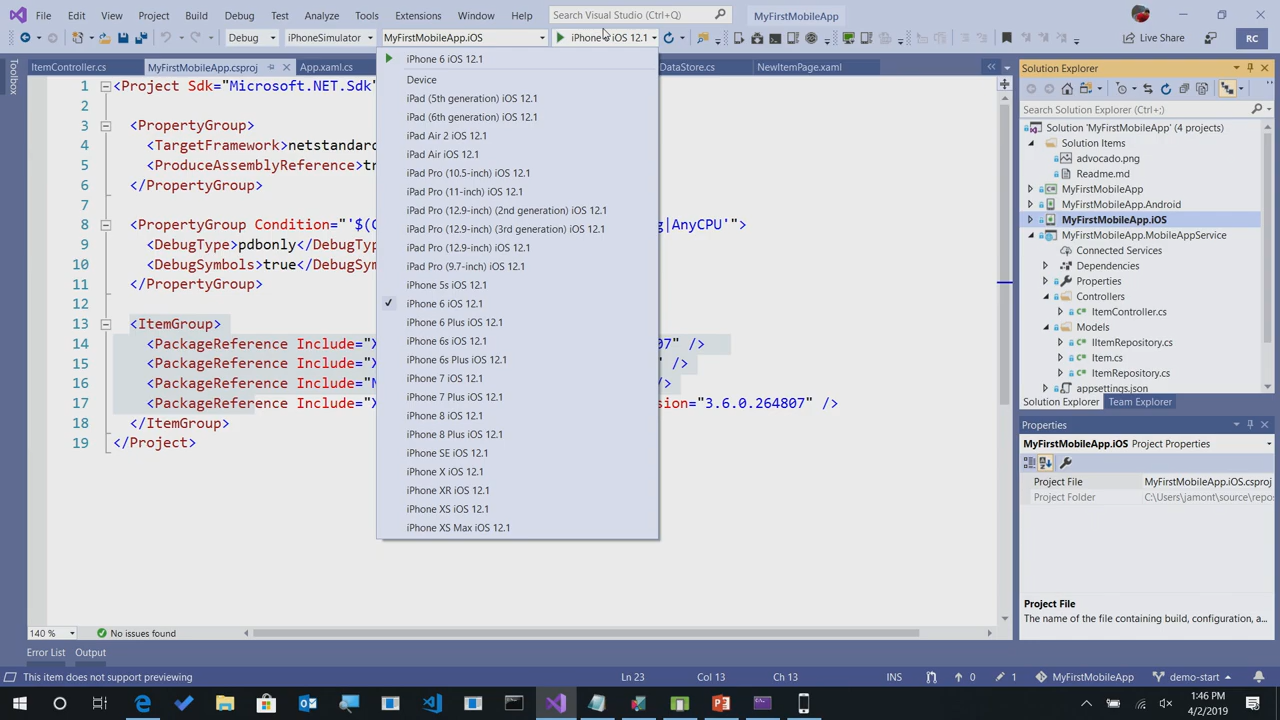 File Edit View Project Build Debug Test Analyze Tools Extensions Window Help Search Visual Studio (Ctrl+Q) MyFirstMobileApp
Debug iPhoneSimulator MyFirstMobileApp.iOS iOS 12.1 Live Share RC
ItemController.cs MyFirstMobileApp.csproj App.xaml.cs DataStore.cs NewItemPage.xaml
Toolbox
1 <Project Sdk="Microsoft.NET.Sdk"
2
3 <PropertyGroup>
4 <TargetFramework>netstandard
5 <ProduceAssemblyReference>
6 </PropertyGroup>
7
8 <PropertyGroup Condition="'$( |AnyCPU'">
9 <DebugType>pdbonly</DebugType
10 <DebugSymbols>true</DebugSymbols
11 </PropertyGroup>
12
13 <ItemGroup>
14 <PackageReference Include=" 07" />
15 <PackageReference Include=" " />
16 <PackageReference Include=" />
17 <PackageReference Include=" ="3.6.0.264807" />
18 </ItemGroup>
19 </Project>
iPhone 6 iOS 12.1
Device
iPad (5th generation) iOS 12.1
iPad (6th generation) iOS 12.1
iPad Air 2 iOS 12.1
iPad Air iOS 12.1
iPad Pro (10.5-inch) iOS 12.1
iPad Pro (11-inch) iOS 12.1
iPad Pro (12.9-inch) (2nd generation) iOS 12.1
iPad Pro (12.9-inch) (3rd generation) iOS 12.1
iPad Pro (12.9-inch) iOS 12.1
iPad Pro (9.7-inch) iOS 12.1
iPhone 5s iOS 12.1
iPhone 6 iOS 12.1
iPhone 6 Plus iOS 12.1
iPhone 6s iOS 12.1
iPhone 6s Plus iOS 12.1
iPhone 7 iOS 12.1
iPhone 7 Plus iOS 12.1
iPhone 8 iOS 12.1
iPhone 8 Plus iOS 12.1
iPhone SE iOS 12.1
iPhone X iOS 12.1
iPhone XR iOS 12.1
iPhone XS iOS 12.1
iPhone XS Max iOS 12.1
Solution Explorer
Search Solution Explorer (Ctrl+;)
Solution 'MyFirstMobileApp' (4 projects)
Solution Items
advocado.png
Readme.md
MyFirstMobileApp
MyFirstMobileApp.Android
MyFirstMobileApp.iOS
MyFirstMobileApp.MobileAppService
Connected Services
Dependencies
Properties
Controllers
ItemController.cs
Models
IItemRepository.cs
Item.cs
ItemRepository.cs
appsettings.json
Solution Explorer Team Explorer
Properties
MyFirstMobileApp.iOS Project Properties
Project File MyFirstMobileApp.iOS.csproj
Project Folder C:\Users\jamont\source\repo
Project File
The name of the file containing build, configuration, a...
140 % No issues found
Error List Output
This item does not support previewing Ln 23 Col 13 Ch 13 INS 0 1 MyFirstMobileApp demo-start
1:46 PM
4/2/2019